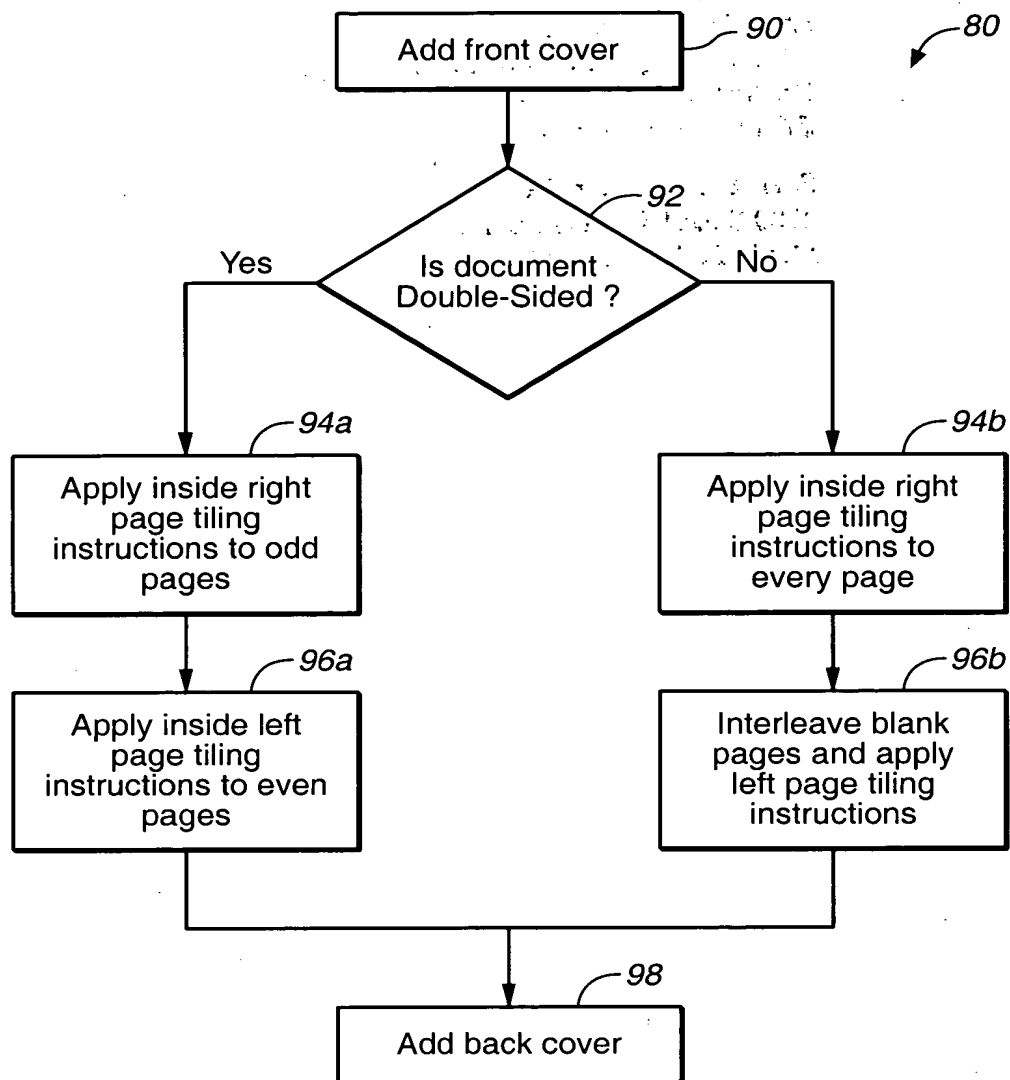 Add front cover
90
80
92
Yes
Is document
Double-Sided ?
No
94a
Apply inside right
page tiling
instructions to odd
pages
94b
Apply inside right
page tiling
instructions to
every page
96a
Apply inside left
page tiling
instructions to even
pages
96b
Interleave blank
pages and apply
left page tiling
instructions
98
Add back cover